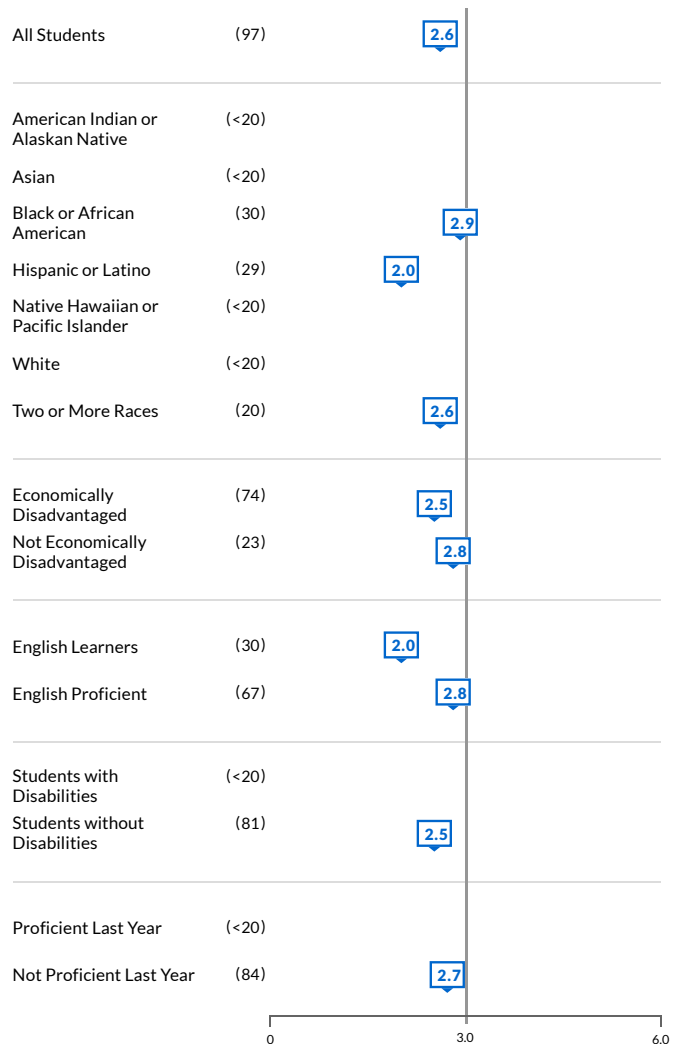 All Students (97) 2.6
American Indian or (<20)
Alaskan Native
Asian (<20)
Black or African (30) 2.9
American
Hispanic or Latino (29) 2.0
Native Hawaiian or (<20)
Pacific Islander
White (<20)
Two or More Races (20) 2.6
Economically (74) 2.5
Disadvantaged
Not Economically (23) 2.8
Disadvantaged
English Learners (30) 2.0
English Proficient (67) 2.8
Students with (<20)
Disabilities
Students without (81) 2.5
Disabilities
Proficient Last Year (<20)
Not Proficient Last Year (84) 2.7
0 3.0 6.0